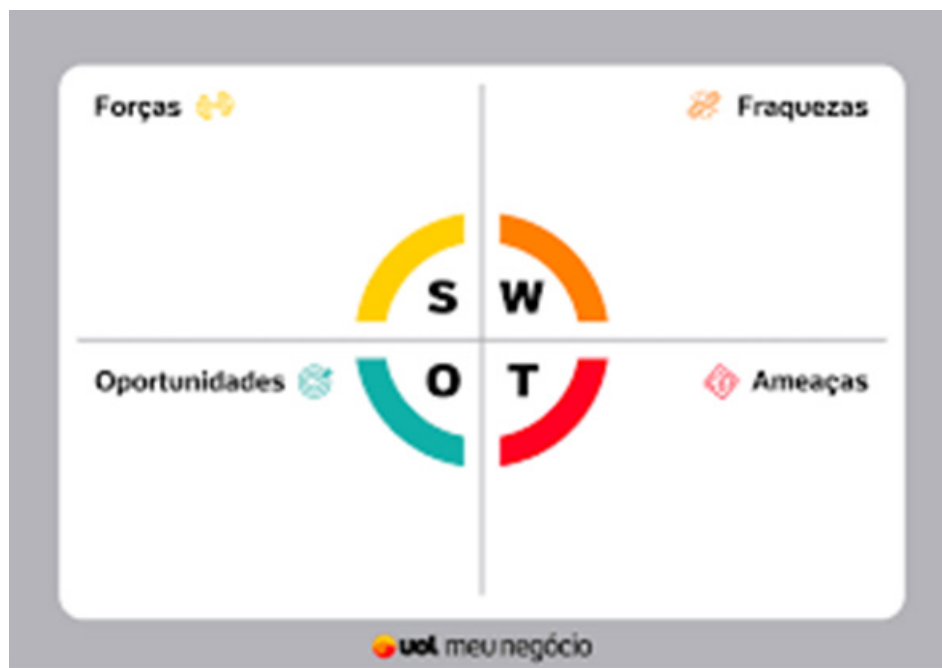 Forças
Fraquezas
S W
Oportunidades
O T
Ameaças
uol meu negócio